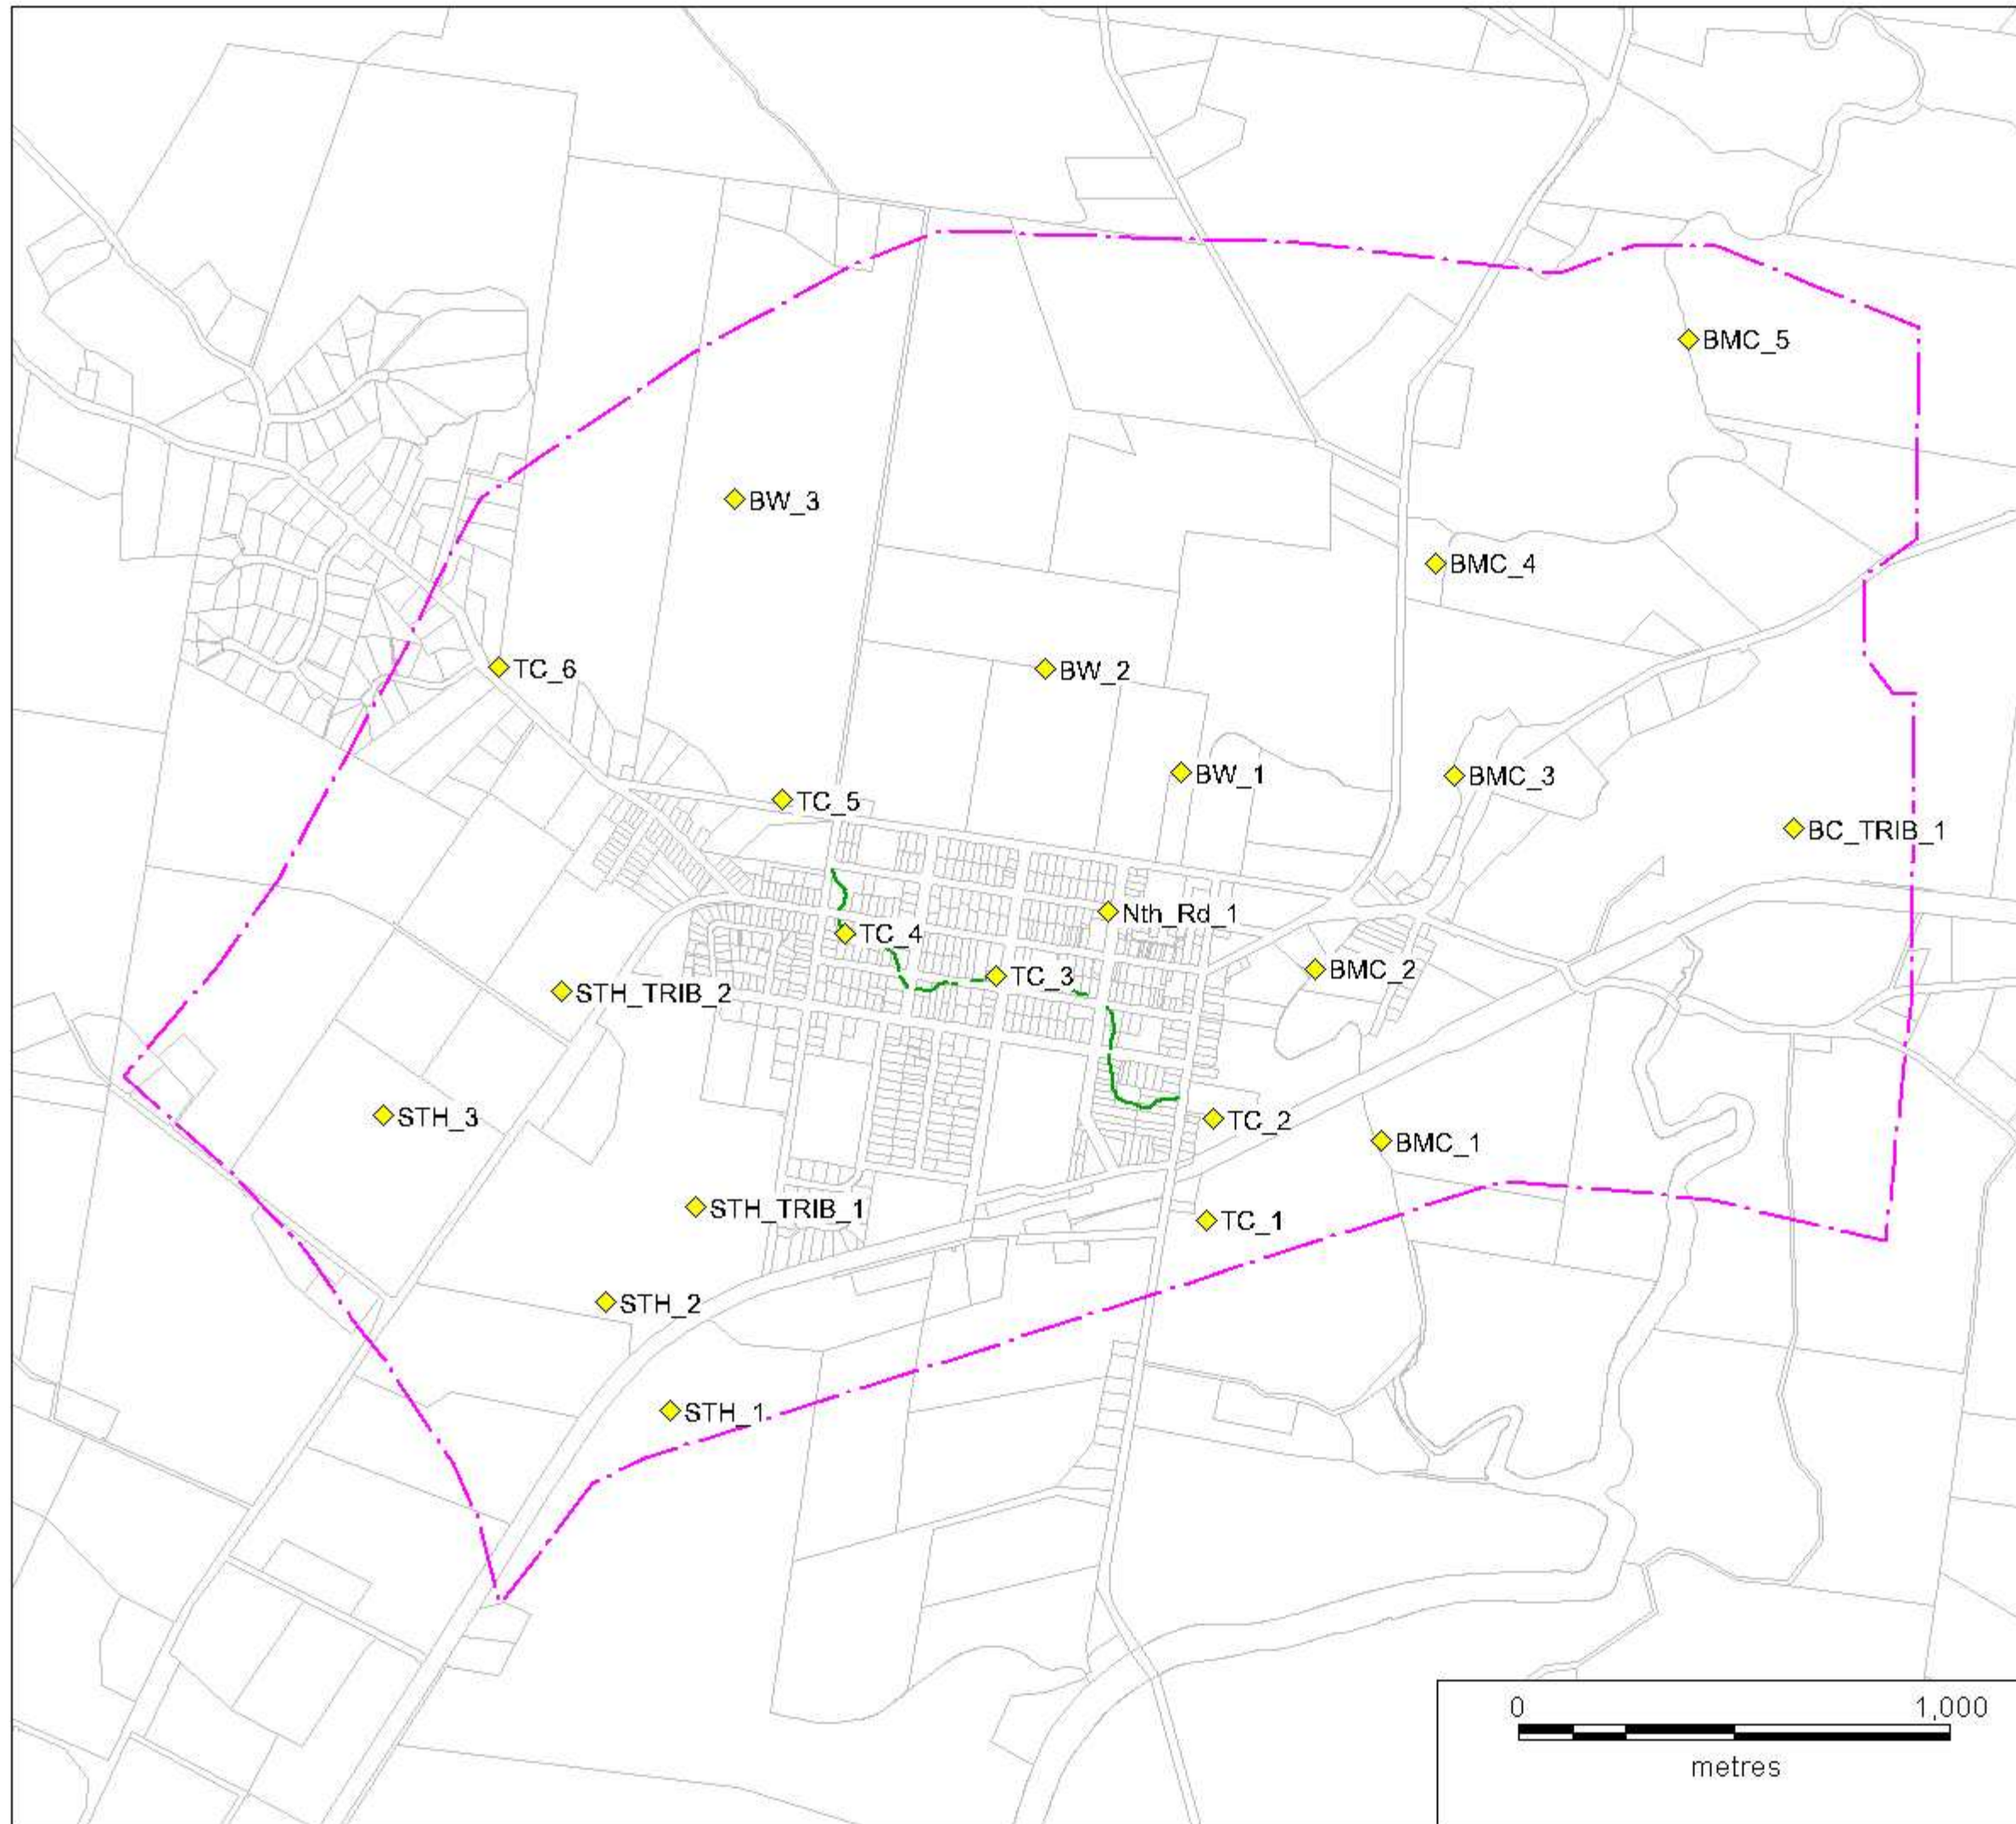 BMC_5
BW_3
BMC_4
TC_6
BW_2
BW_1
BMC_3
TC_5
BC_TRIB_1
Nth_Rd_1
TC_4
BMC_2
TC_3
STH_TRIB_2
STH_3
TC_2
BMC_1
STH_TRIB_1
TC_1
STH_2
STH_1
0 1,000
metres